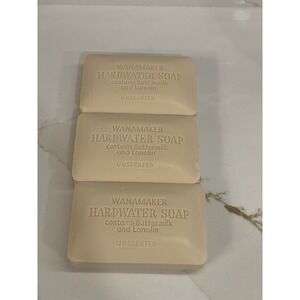 WANAMAKER
HARDWATER SOAP
contains Buttermilk
and Lanolin
UNSCENTED
WANAMAKER
HARDWATER SOAP
contains Buttermilk
and Lanolin
UNSCENTED
WANAMAKER
HARDWATER SOAP
contains Buttermilk
and Lanolin
UNSCENTED